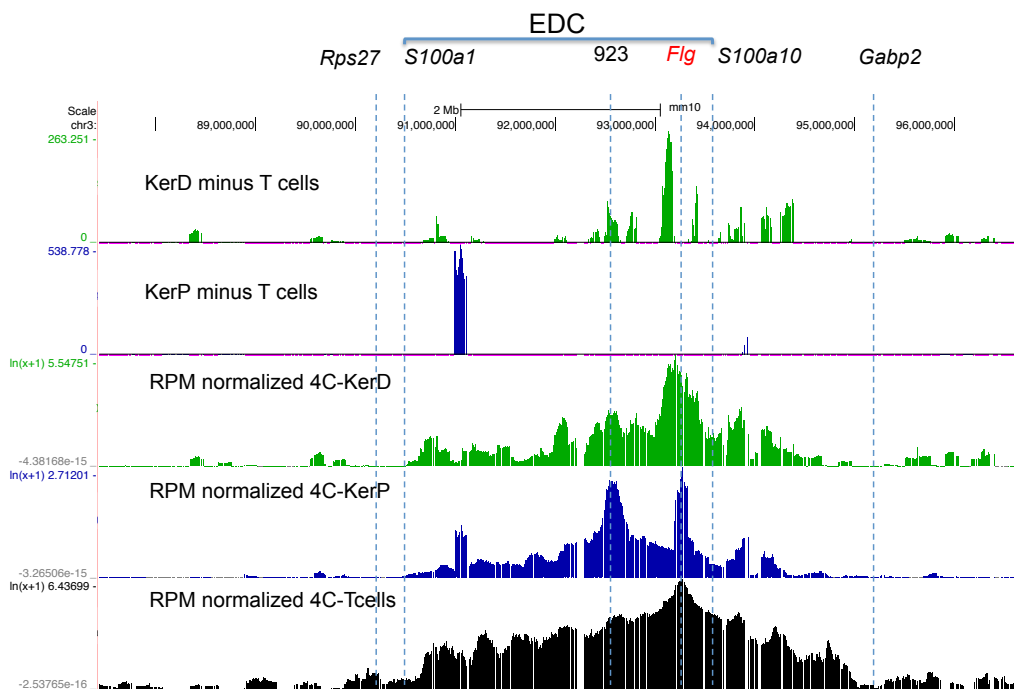 EDC
Rps27 S100a1 923 Flg S100a10 Gabp2
Scale 2 Mb mm10
chr3: 89,000,000 90,000,000 91,000,000 92,000,000 93,000,000 94,000,000 95,000,000 96,000,000
263.251
KerD minus T cells
0
538.778
KerP minus T cells
0
ln(x+1) 5.54751
RPM normalized 4C-KerD
-4.38168e-15
ln(x+1) 2.71201
RPM normalized 4C-KerP
-3.26506e-15
ln(x+1) 6.43699
RPM normalized 4C-Tcells
-2.53765e-16